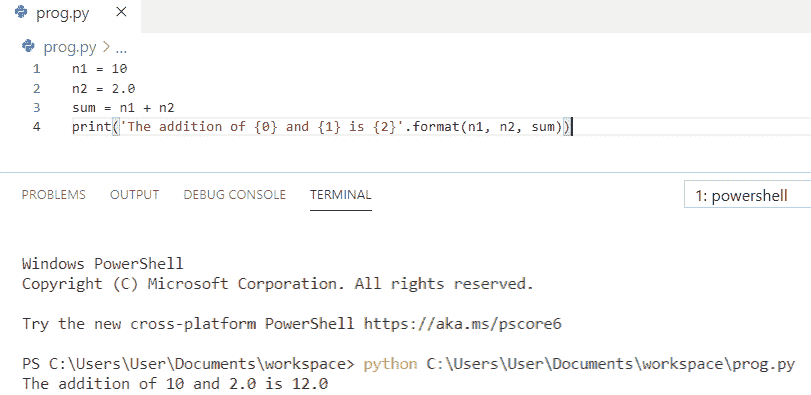 prog.py ×
prog.py > ...
1 n1 = 10
2 n2 = 2.0
3 sum = n1 + n2
4 print('The addition of {0} and {1} is {2}'.format(n1, n2, sum))
PROBLEMS OUTPUT DEBUG CONSOLE TERMINAL 1: powershell
Windows PowerShell
Copyright (C) Microsoft Corporation. All rights reserved.
Try the new cross-platform PowerShell https://aka.ms/pscore6
PS C:\Users\User\Documents\workspace> python C:\Users\User\Documents\workspace\prog.py
The addition of 10 and 2.0 is 12.0